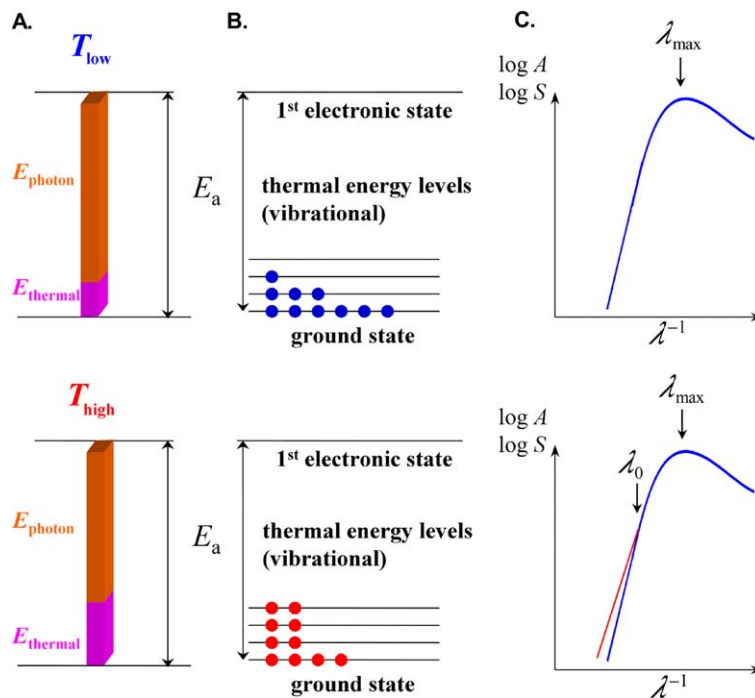 A.
B.
C.
T_low
E_photon
E_thermal
E_a
1st electronic state
thermal energy levels
(vibrational)
ground state
λ_max
log A
log S
λ⁻¹
T_high
E_photon
E_thermal
E_a
1st electronic state
thermal energy levels
(vibrational)
ground state
λ_max
log A
log S
λ_0
λ⁻¹